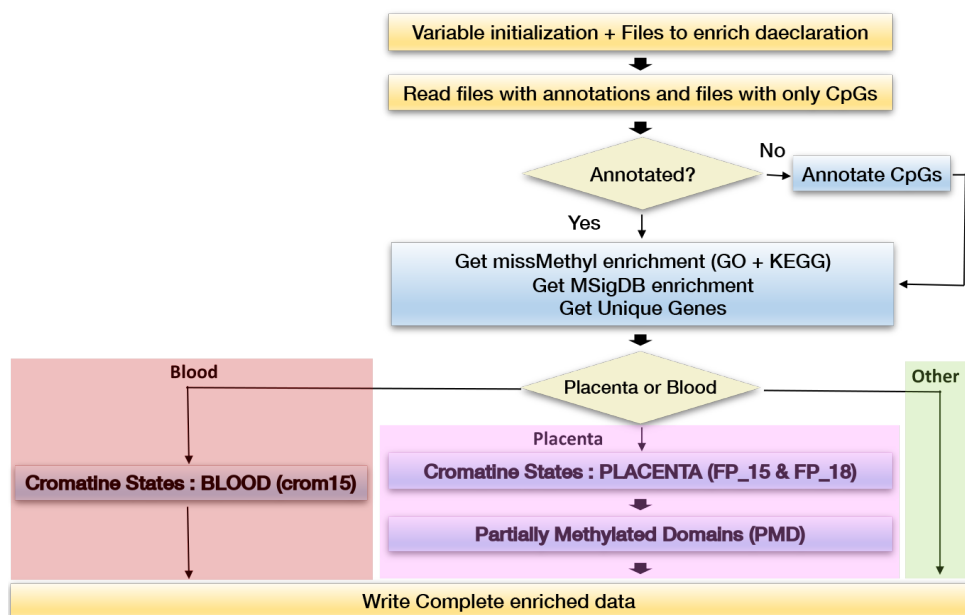 Variable initialization + Files to enrich daeclaration
Read files with annotations and files with only CpGs
Annotated?
No
Annotate CpGs
Yes
Get missMethyl enrichment (GO + KEGG)
Get MSigDB enrichment
Get Unique Genes
Placenta or Blood
Blood
Other
Placenta
Cromatine States : BLOOD (crom15)
Cromatine States : PLACENTA (FP_15 & FP_18)
Partially Methylated Domains (PMD)
Write Complete enriched data